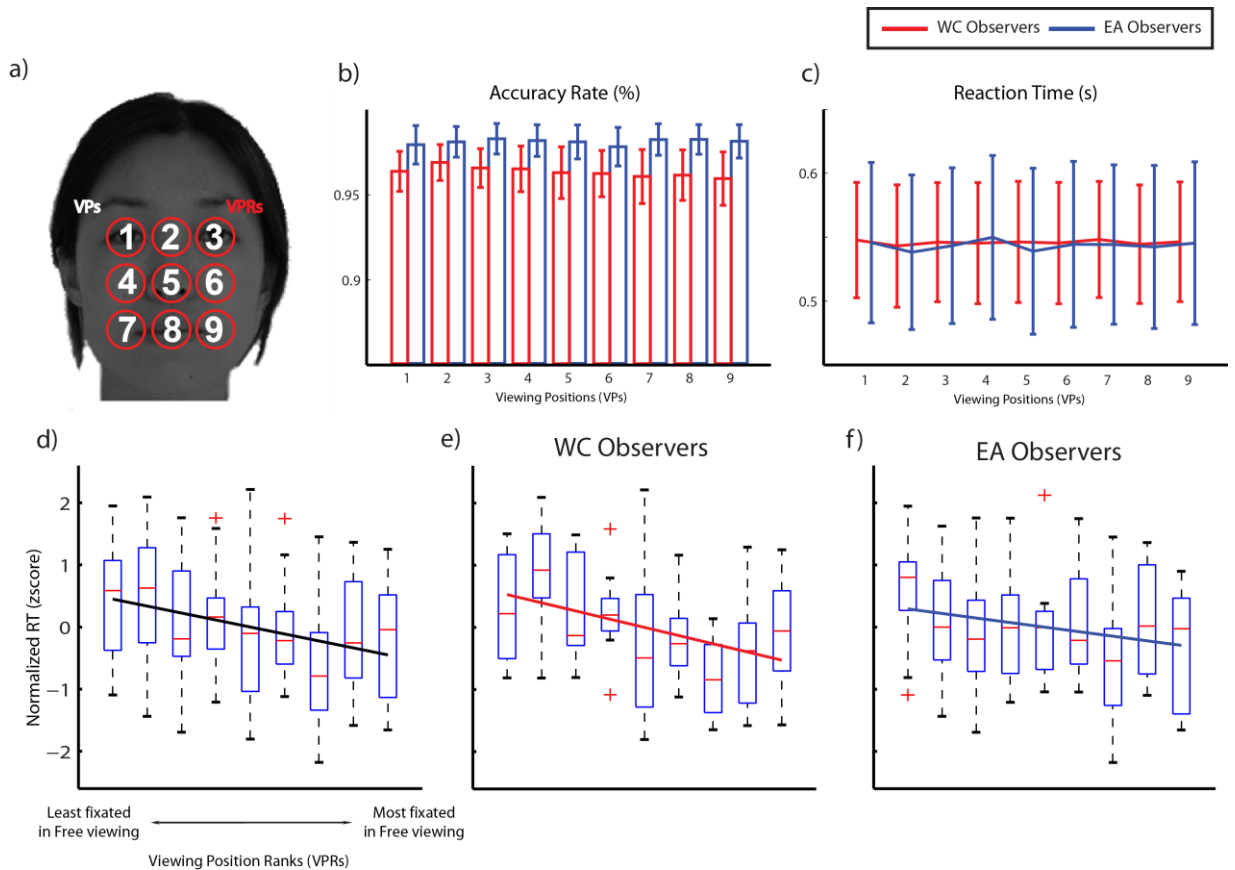 WC Observers EA Observers
a)
VPs VPRs
1 2 3
4 5 6
7 8 9
b)
Accuracy Rate (%)
0.95
0.9
1 2 3 4 5 6 7 8 9
Viewing Positions (VPs)
c)
Reaction Time (s)
0.6
0.5
1 2 3 4 5 6 7 8 9
Viewing Positions (VPs)
d)
Normalized RT (zscore)
2
1
0
−1
−2
Least fixated
in Free viewing
Most fixated
in Free viewing
Viewing Position Ranks (VPRs)
e)
WC Observers
f)
EA Observers